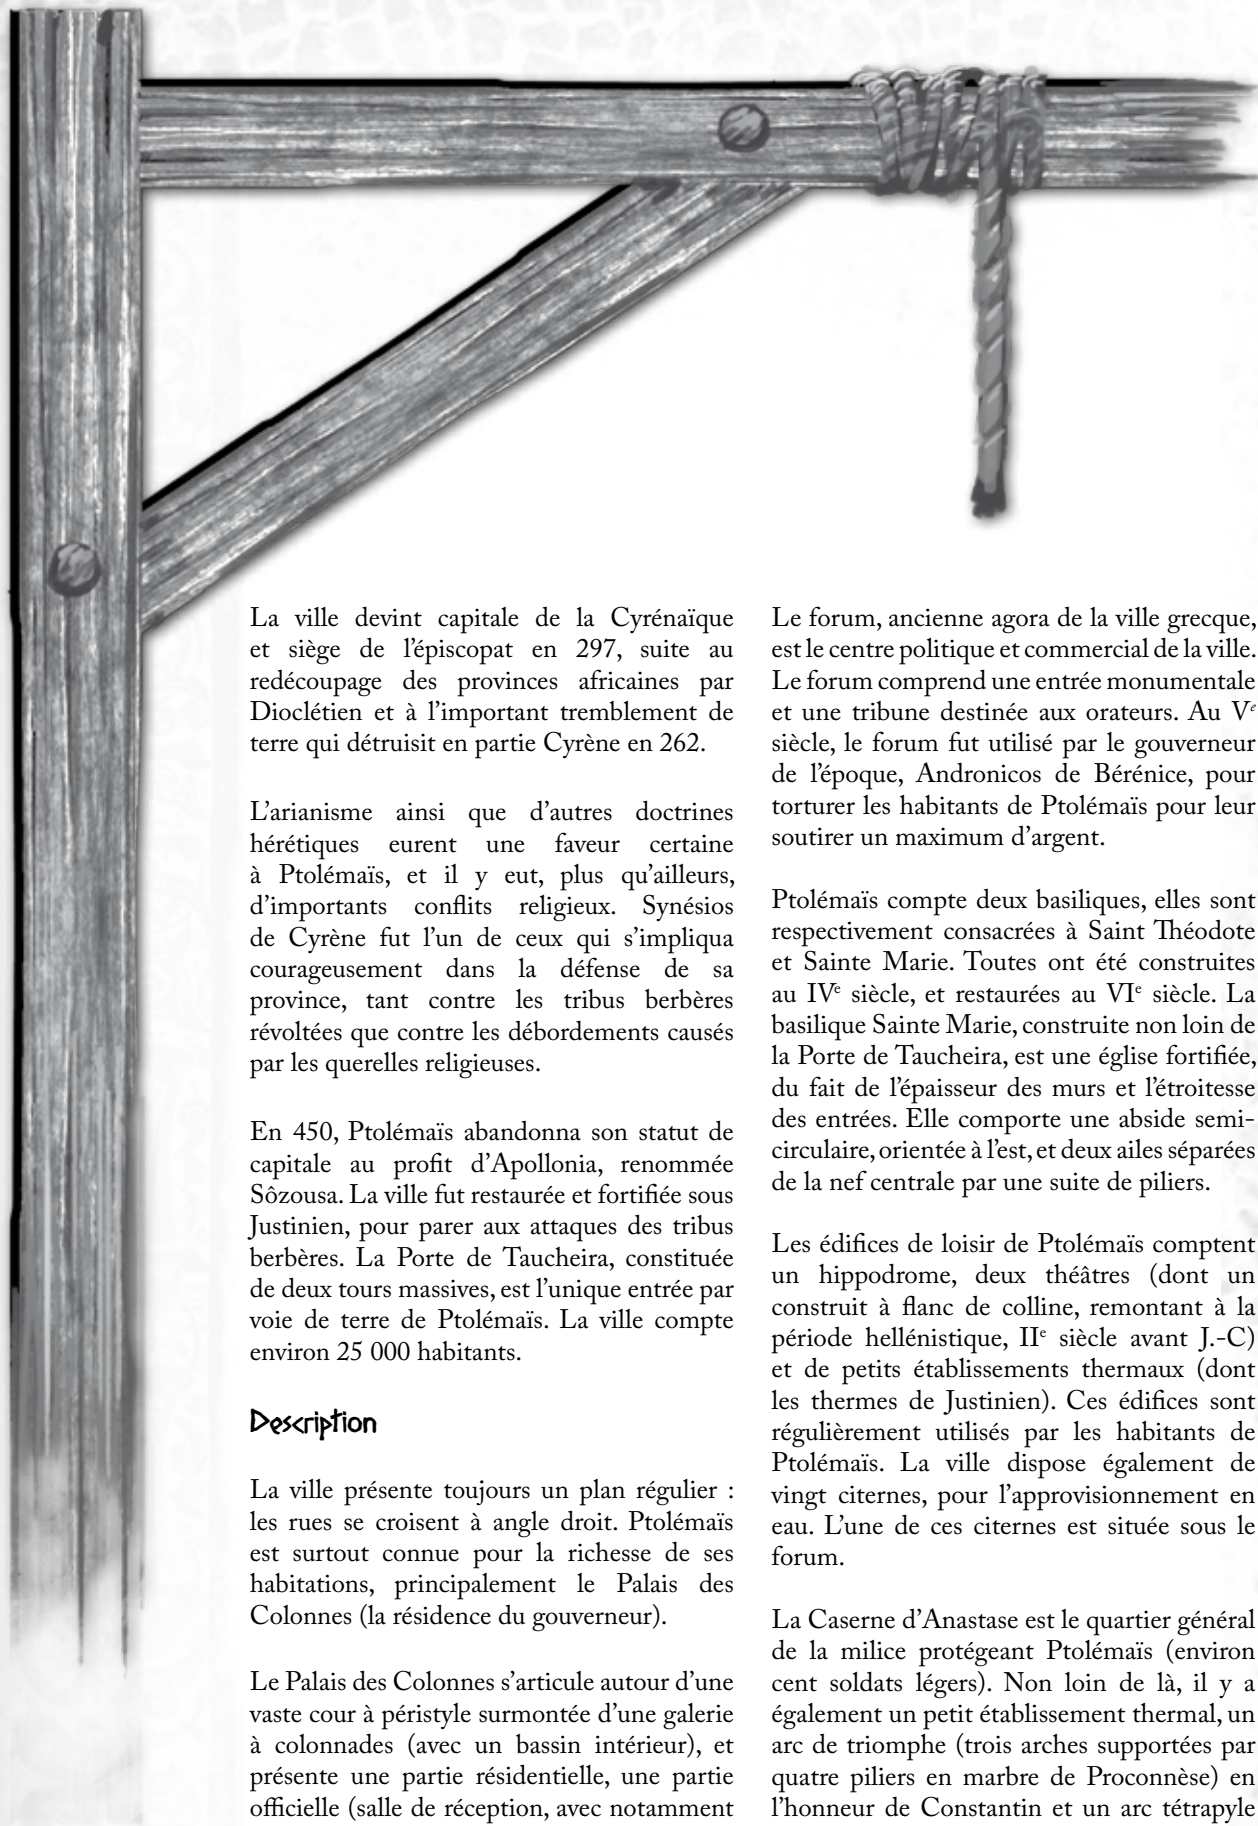 La ville devint capitale de la Cyrénaïque
et siège de l’épiscopat en 297, suite au
redécoupage des provinces africaines par
Dioclétien et à l’important tremblement de
terre qui détruisit en partie Cyrène en 262.
L’arianisme ainsi que d’autres doctrines
hérétiques eurent une faveur certaine
à Ptolémaïs, et il y eut, plus qu’ailleurs,
d’importants conflits religieux. Synésios
de Cyrène fut l’un de ceux qui s’impliqua
courageusement dans la défense de sa
province, tant contre les tribus berbères
révoltées que contre les débordements causés
par les querelles religieuses.
En 450, Ptolémaïs abandonna son statut de
capitale au profit d’Apollonia, renommée
Sôzousa. La ville fut restaurée et fortifiée sous
Justinien, pour parer aux attaques des tribus
berbères. La Porte de Taucheira, constituée
de deux tours massives, est l’unique entrée par
voie de terre de Ptolémaïs. La ville compte
environ 25 000 habitants.
Description
La ville présente toujours un plan régulier :
les rues se croisent à angle droit. Ptolémaïs
est surtout connue pour la richesse de ses
habitations, principalement le Palais des
Colonnes (la résidence du gouverneur).
Le Palais des Colonnes s’articule autour d’une
vaste cour à péristyle surmontée d’une galerie
à colonnades (avec un bassin intérieur), et
présente une partie résidentielle, une partie
officielle (salle de réception, avec notamment
Le forum, ancienne agora de la ville grecque,
est le centre politique et commercial de la ville.
Le forum comprend une entrée monumentale
et une tribune destinée aux orateurs. Au Ve
siècle, le forum fut utilisé par le gouverneur
de l’époque, Andronicos de Bérénice, pour
torturer les habitants de Ptolémaïs pour leur
soutirer un maximum d’argent.
Ptolémaïs compte deux basiliques, elles sont
respectivement consacrées à Saint Théodote
et Sainte Marie. Toutes ont été construites
au IVe siècle, et restaurées au VIe siècle. La
basilique Sainte Marie, construite non loin de
la Porte de Taucheira, est une église fortifiée,
du fait de l’épaisseur des murs et l’étroitesse
des entrées. Elle comporte une abside semi-
circulaire, orientée à l’est, et deux ailes séparées
de la nef centrale par une suite de piliers.
Les édifices de loisir de Ptolémaïs comptent
un hippodrome, deux théâtres (dont un
construit à flanc de colline, remontant à la
période hellénistique, IIe siècle avant J.-C)
et de petits établissements thermaux (dont
les thermes de Justinien). Ces édifices sont
régulièrement utilisés par les habitants de
Ptolémaïs. La ville dispose également de
vingt citernes, pour l’approvisionnement en
eau. L’une de ces citernes est située sous le
forum.
La Caserne d’Anastase est le quartier général
de la milice protégeant Ptolémaïs (environ
cent soldats légers). Non loin de là, il y a
également un petit établissement thermal, un
arc de triomphe (trois arches supportées par
quatre piliers en marbre de Proconnèse) en
l’honneur de Constantin et un arc tétrapyle